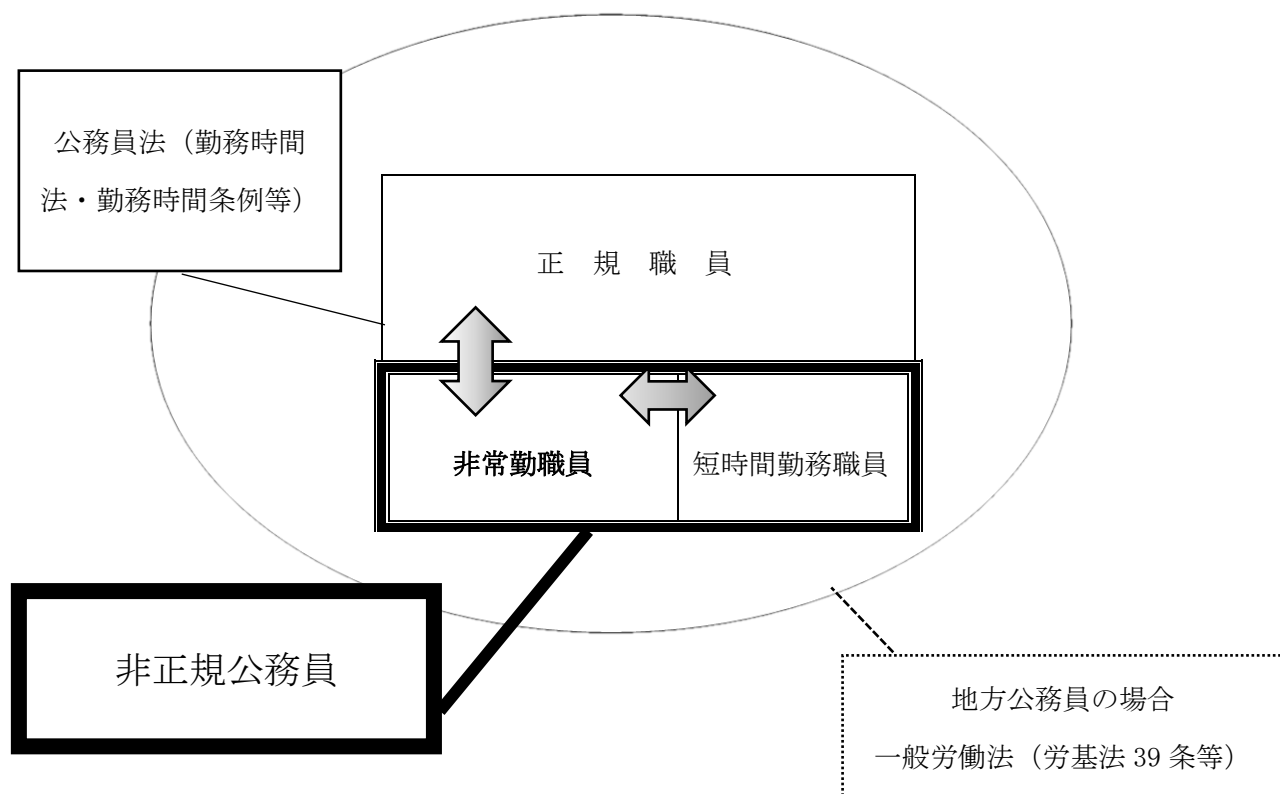 公務員法（勤務時間
法・勤務時間条例等）
正規職員
非常勤職員
短時間勤務職員
非正規公務員
地方公務員の場合
一般労働法（労基法 39 条等）